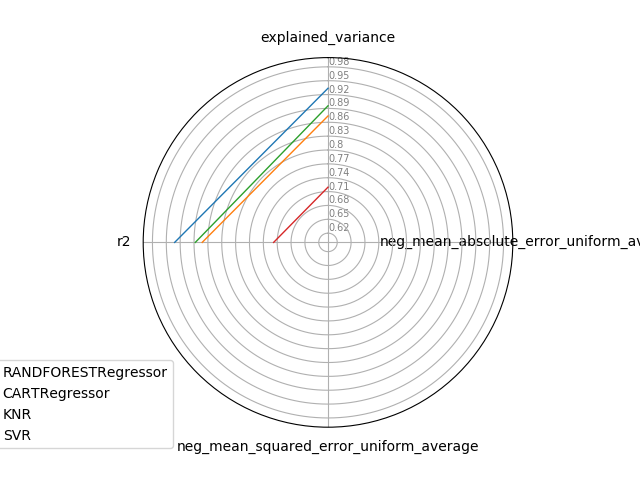 explained_variance
0.98
0.95
0.92
0.89
0.86
0.83
0.8
0.77
0.74
0.71
0.68
0.65
0.62
r2
neg_mean_absolute_error_uniform_av
RANDFORESTRegressor
CARTRegressor
KNR
SVR
neg_mean_squared_error_uniform_average